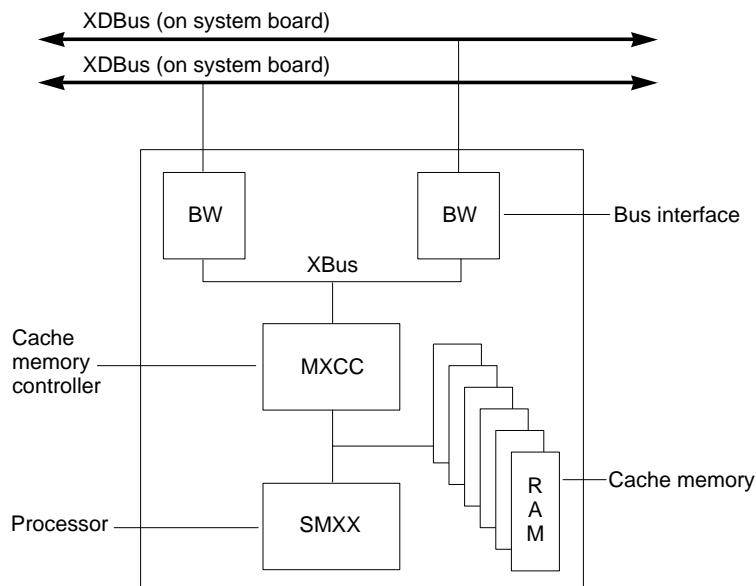 XDBus (on system board)
XDBus (on system board)
BW
BW
Bus interface
XBus
Cache
memory
controller
MXCC
R
A
M
Cache memory
Processor
SMXX